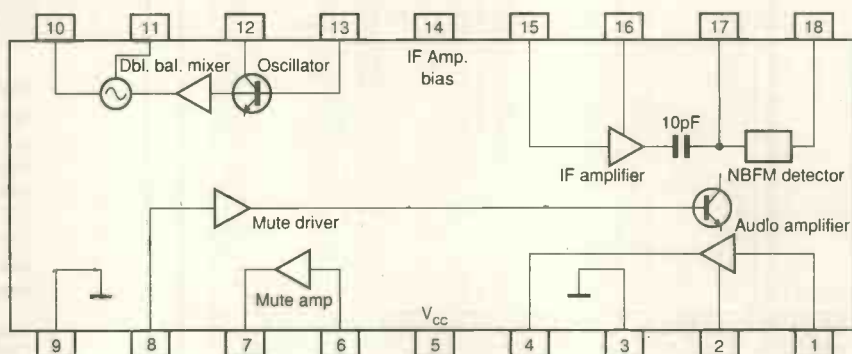 10 11 12 13 14 15 16 17 18
Dbl. bal. mixer
Oscillator
IF Amp.
bias
10pF
IF amplifier
NBFM detector
Mute driver
Audio amplifier
Mute amp
Vcc
9 8 7 6 5 4 3 2 1